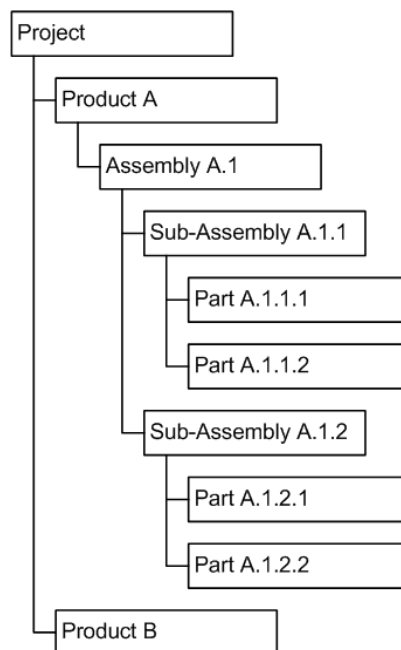 Project
Product A
Assembly A.1
Sub-Assembly A.1.1
Part A.1.1.1
Part A.1.1.2
Sub-Assembly A.1.2
Part A.1.2.1
Part A.1.2.2
Product B